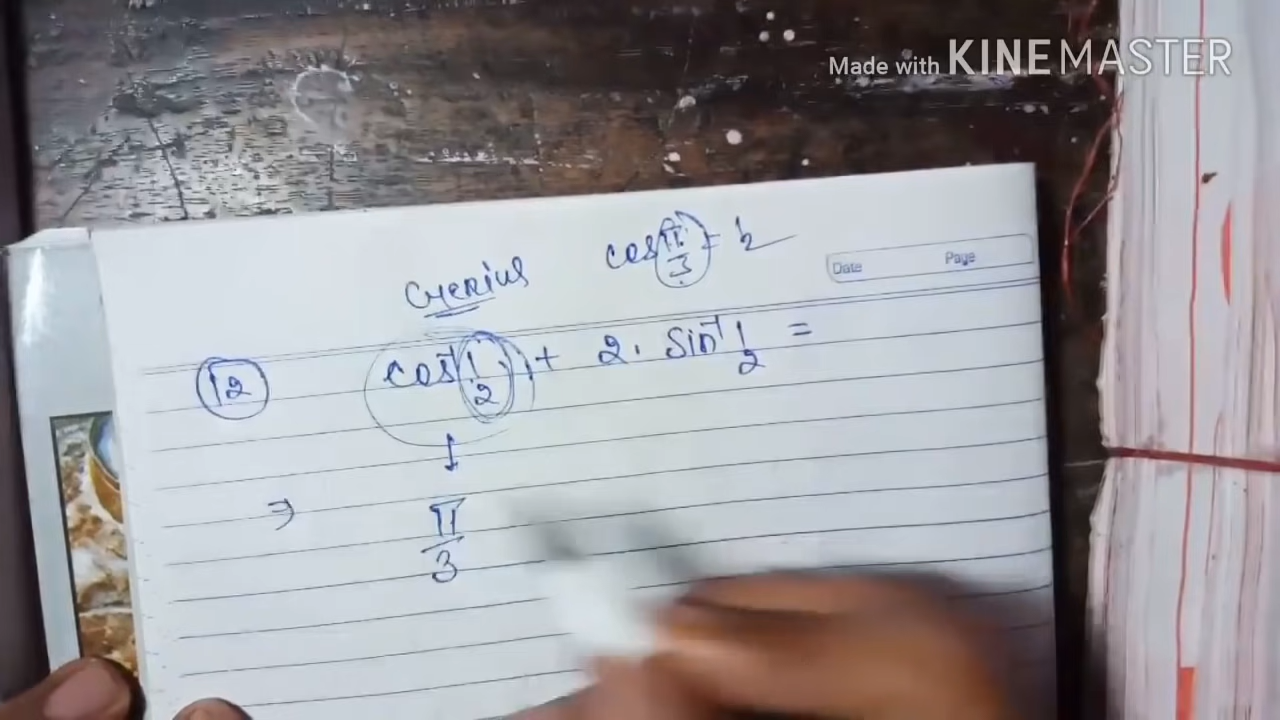 Made with KINEMASTER
cos π/3 = 1/2
Date Page
12 cos⁻¹(1/2) + 2. sin⁻¹ 1/2 =
↓
⇒ π/3